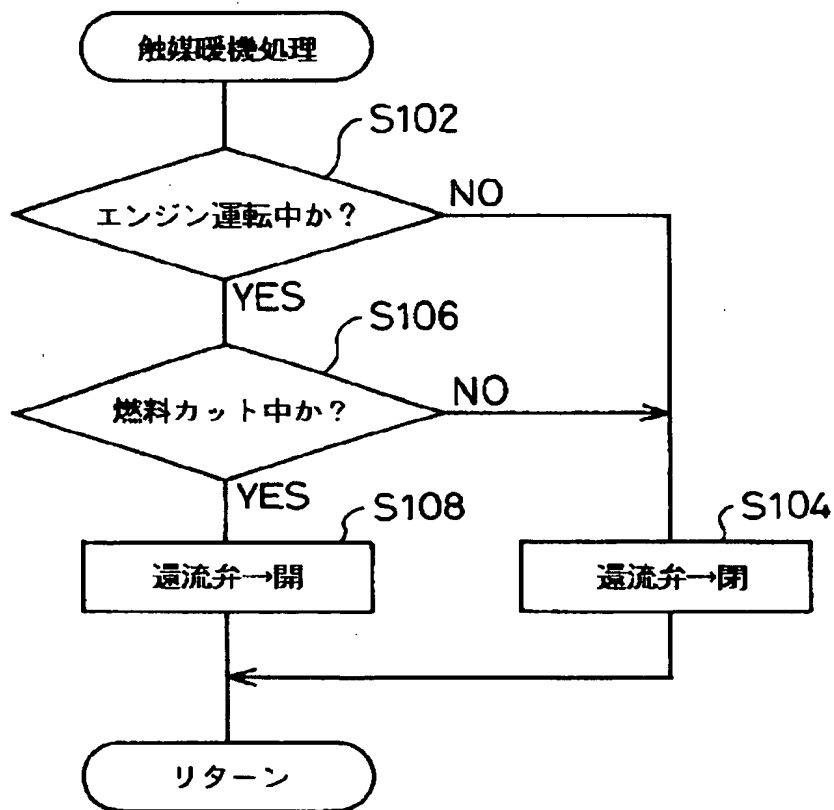 触媒暖機処理
S102
エンジン運転中か?
NO
YES
S106
燃料カット中か?
NO
YES
S108
S104
還流弁→開
還流弁→閉
リターン